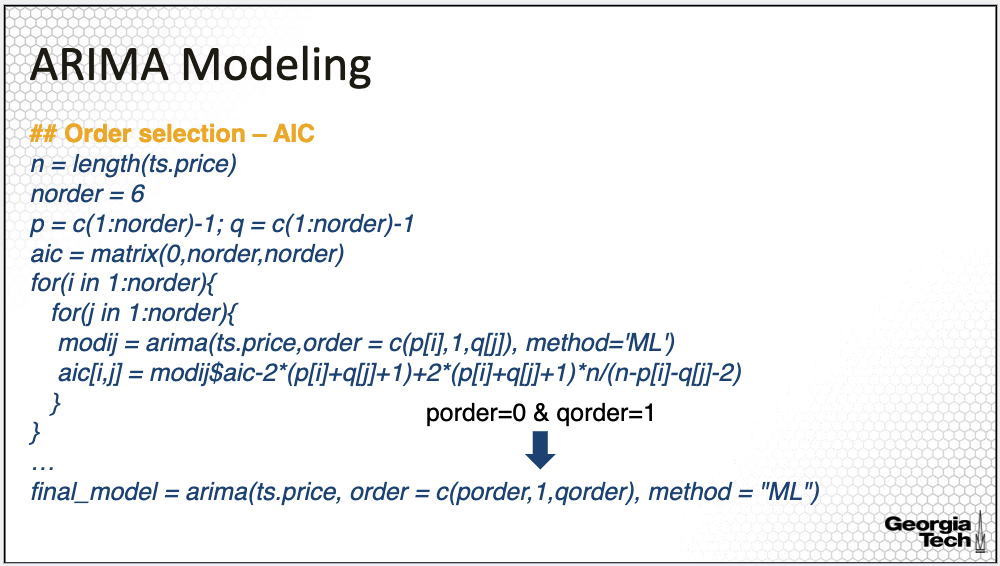 ARIMA Modeling
## Order selection – AIC
n = length(ts.price)
norder = 6
p = c(1:norder)-1; q = c(1:norder)-1
aic = matrix(0,norder,norder)
for(i in 1:norder){
for(j in 1:norder){
modij = arima(ts.price,order = c(p[i],1,q[j]), method='ML')
aic[i,j] = modij$aic-2*(p[i]+q[j]+1)+2*(p[i]+q[j]+1)*n/(n-p[i]-q[j]-2)
}
porder=0 & qorder=1
}
…
final_model = arima(ts.price, order = c(porder,1,qorder), method = "ML")
Georgia
Tech